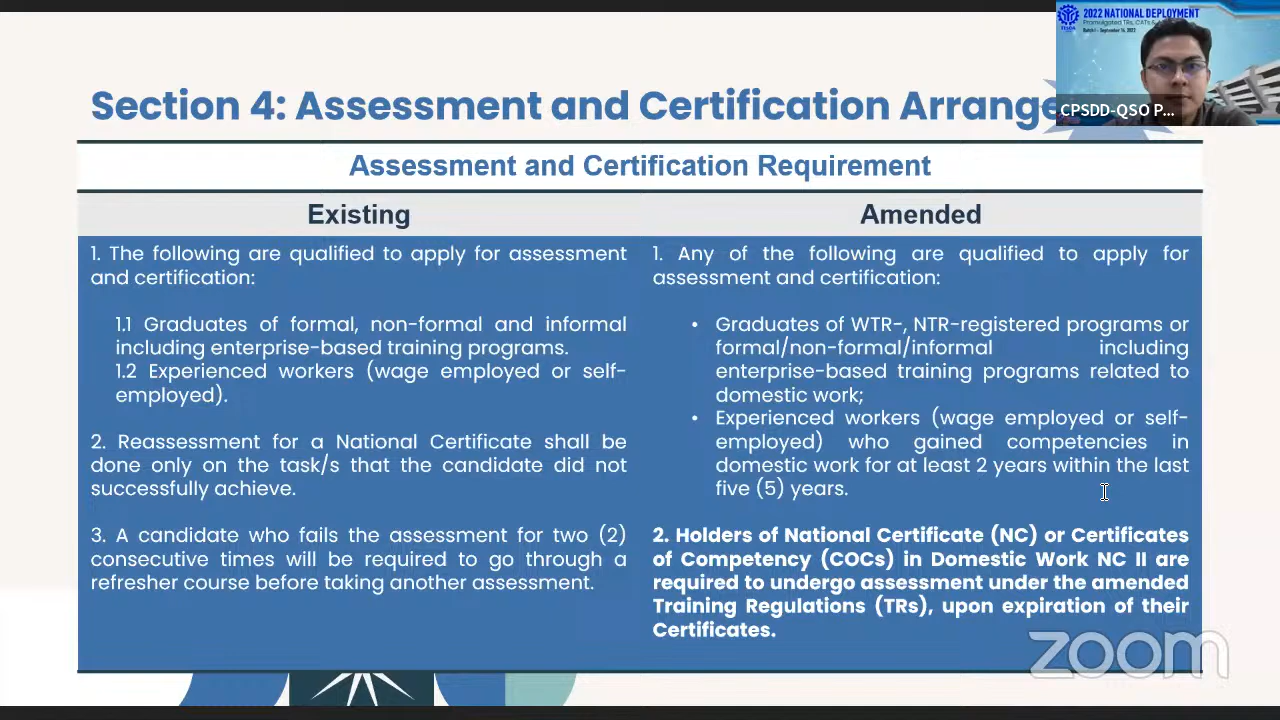 2022 NATIONAL DEPLOYMENT
Promulgated TRs, CATs &
Batch I - September 16, 2022
CPSDD-QSO P...
Section 4: Assessment and Certification Arrange
Assessment and Certification Requirement
Existing
1. The following are qualified to apply for assessment
and certification:
1.1 Graduates of formal, non-formal and informal
including enterprise-based training programs.
1.2 Experienced workers (wage employed or self-
employed).
2. Reassessment for a National Certificate shall be
done only on the task/s that the candidate did not
successfully achieve.
3. A candidate who fails the assessment for two (2)
consecutive times will be required to go through a
refresher course before taking another assessment.
Amended
1. Any of the following are qualified to apply for
assessment and certification:
• Graduates of WTR-, NTR-registered programs or
formal/non-formal/informal including
enterprise-based training programs related to
domestic work;
• Experienced workers (wage employed or self-
employed) who gained competencies in
domestic work for at least 2 years within the last
five (5) years.
2. Holders of National Certificate (NC) or Certificates
of Competency (COCs) in Domestic Work NC II are
required to undergo assessment under the amended
Training Regulations (TRs), upon expiration of their
Certificates.
zoom